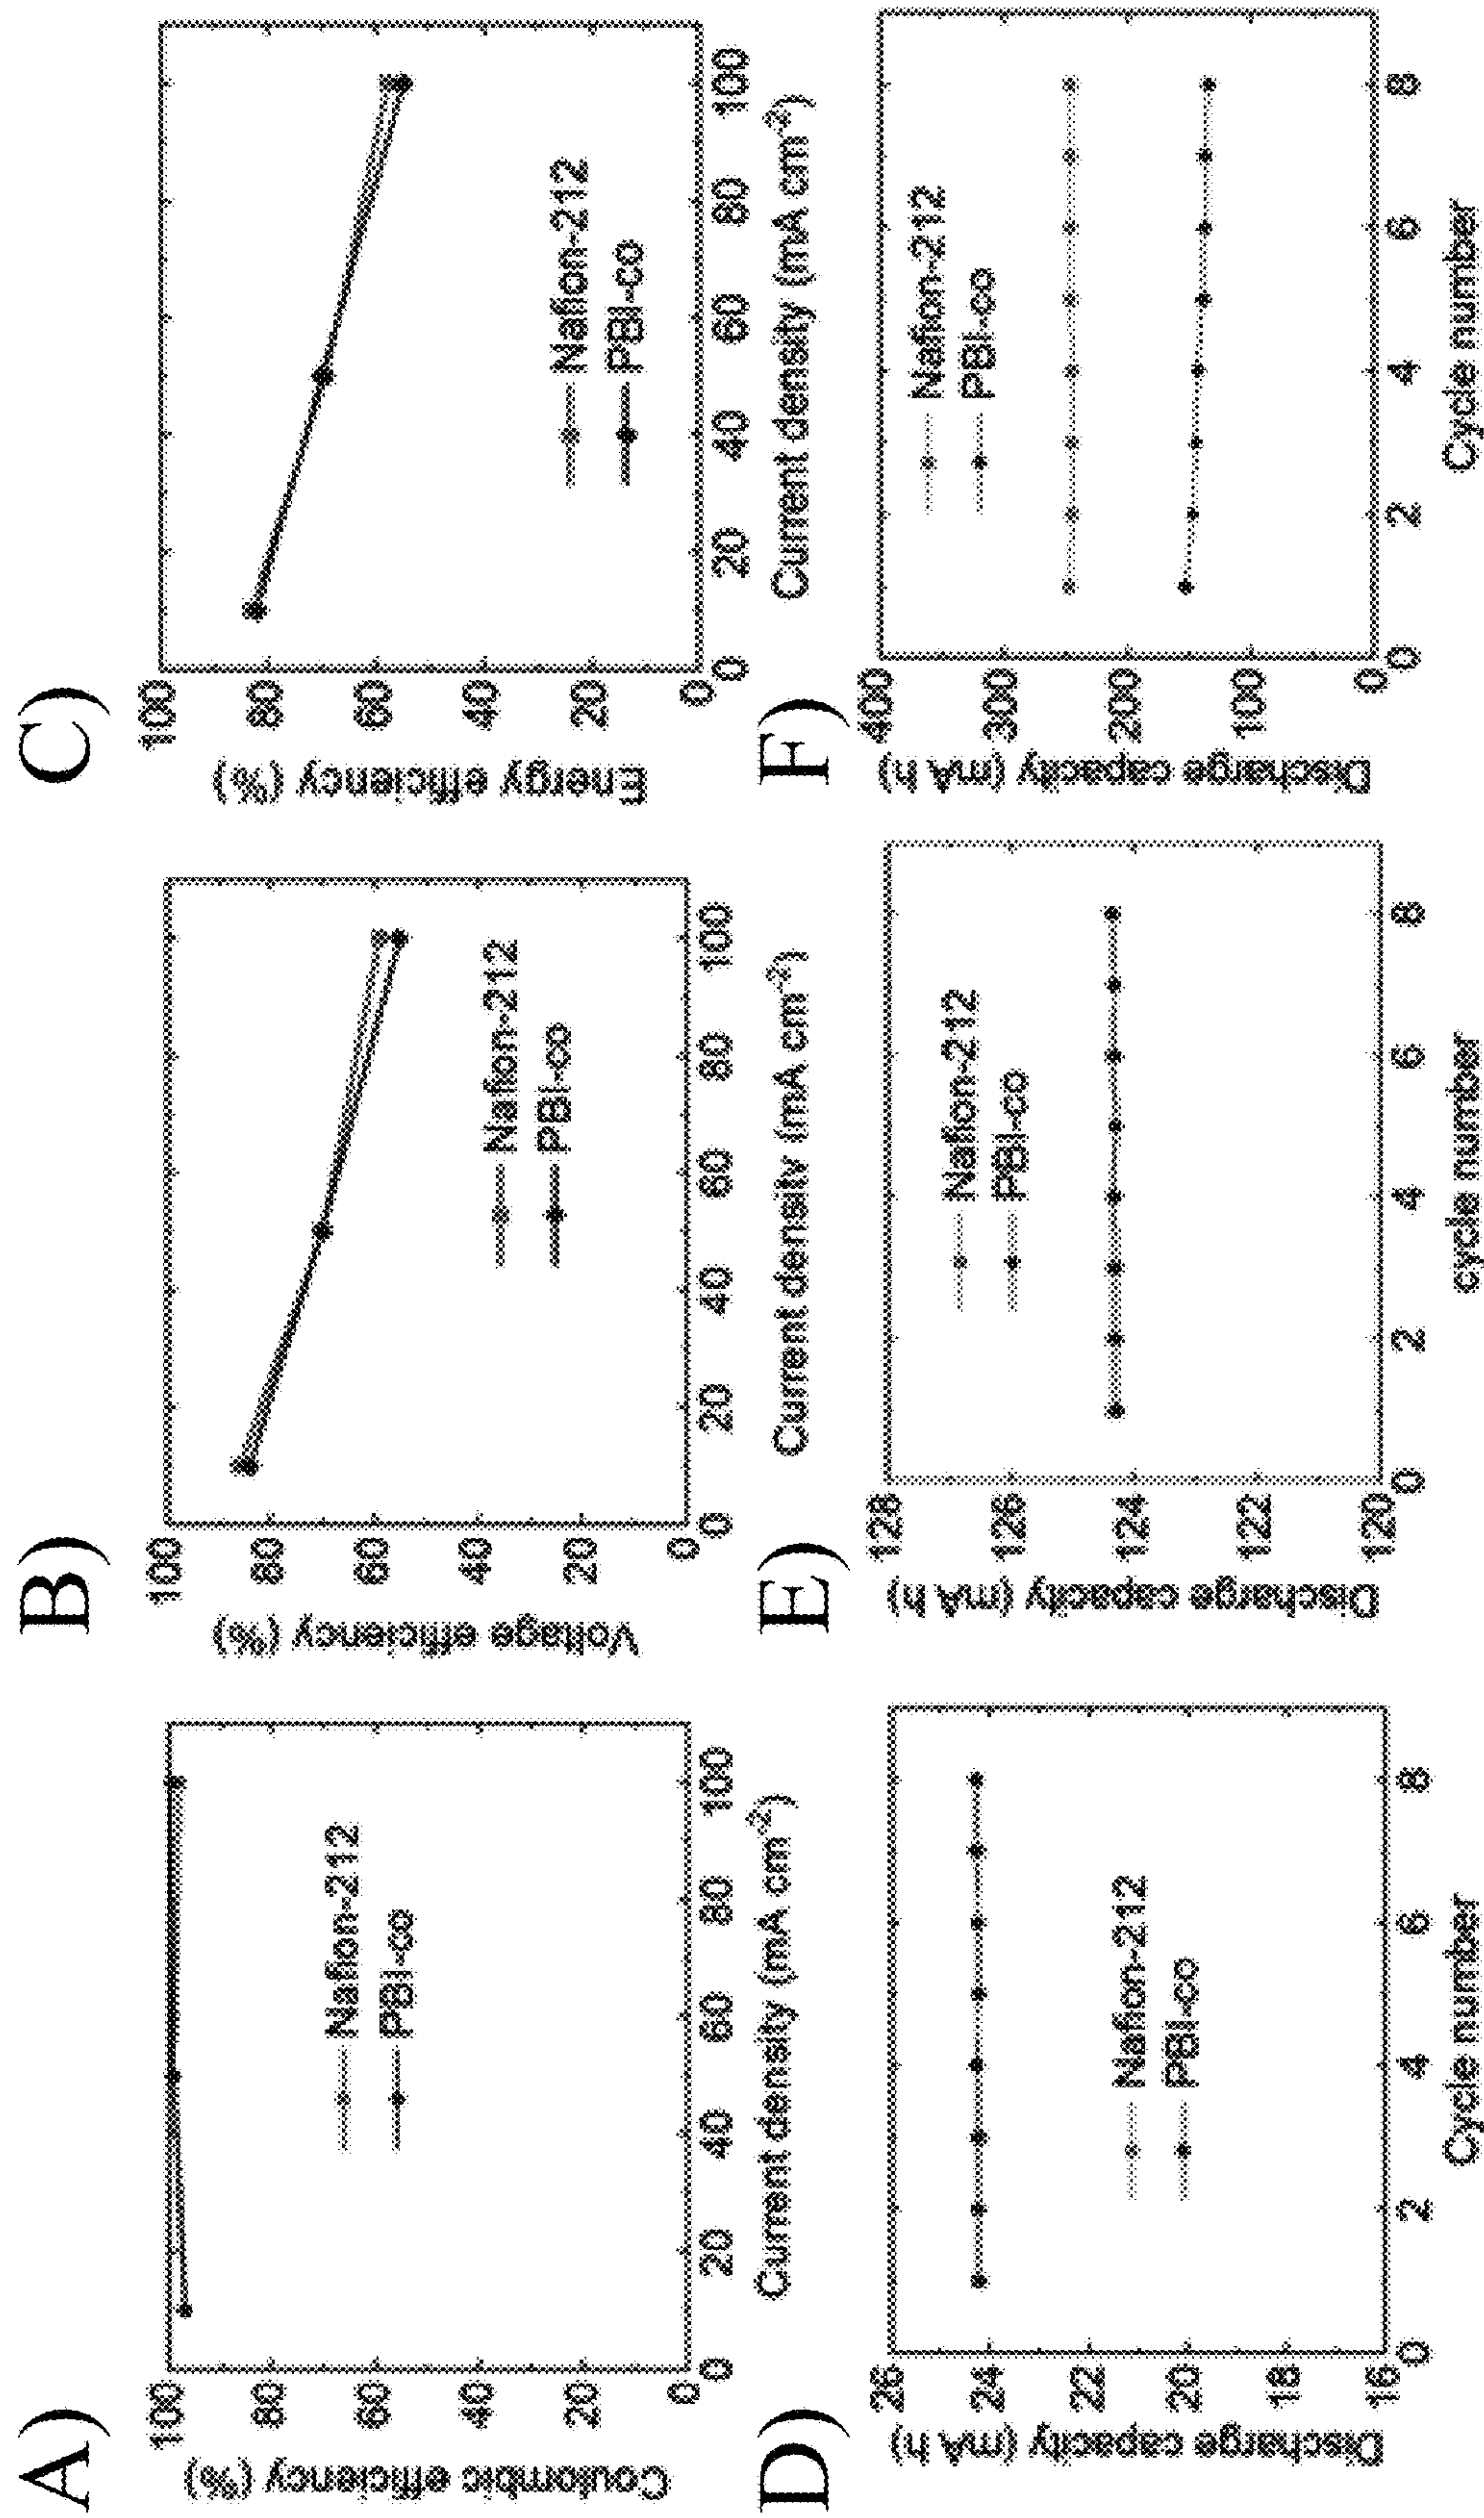 A)
Coulombic efficiency (%)
100
80
60
40
20
0
Nafion-212
PBI-co
0 20 40 60 80 100
Current density (mA cm⁻²)
B)
Voltage efficiency (%)
100
80
60
40
20
0
Nafion-212
PBI-co
0 20 40 60 80 100
Current density (mA cm⁻²)
C)
Energy efficiency (%)
100
80
60
40
20
0
Nafion-212
PBI-co
0 20 40 60 80 100
Current density (mA cm⁻²)
D)
Discharge capacity (mA h)
26
24
22
20
18
16
Nafion-212
PBI-co
0 2 4 6 8
Cycle number
E)
Discharge capacity (mA h)
128
126
124
122
120
Nafion-212
PBI-co
0 2 4 6 8
cycle number
F)
Discharge capacity (mA h)
400
300
200
100
0
Nafion-212
PBI-co
0 2 4 6 8
Cycle number